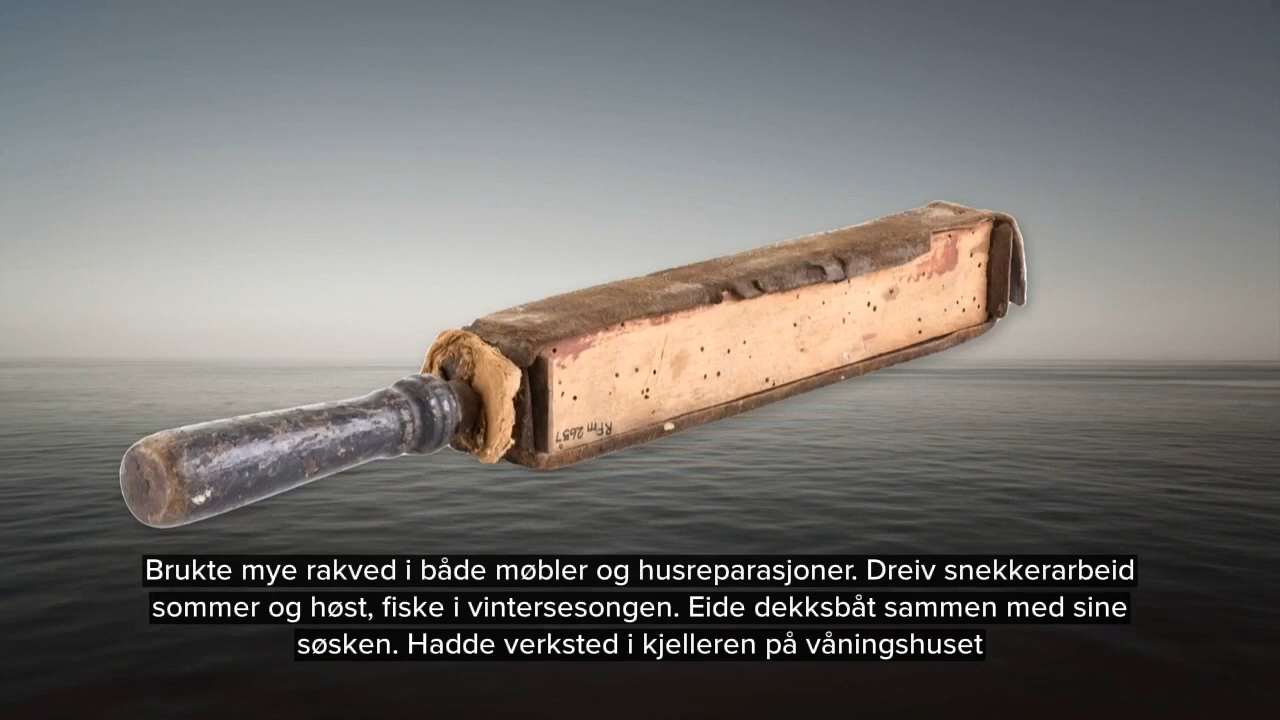 RFm 2657
Brukte mye rakved i både møbler og husreparasjoner. Dreiv snekkerarbeid
sommer og høst, fiske i vintersesongen. Eide dekksbåt sammen med sine
søsken. Hadde verksted i kjelleren på våningshuset